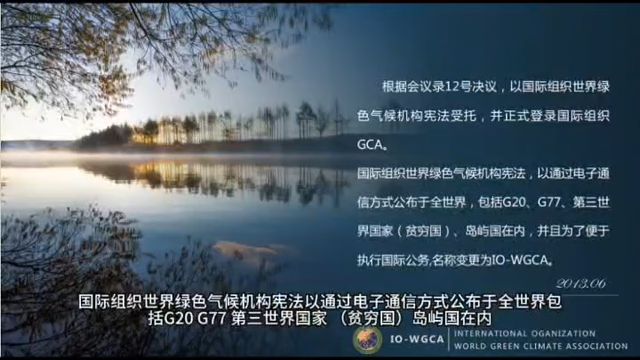 根据会议录12号决议，以国际组织世界绿
色气候机构宪法受托，并正式登录国际组织
GCA。
国际组织世界绿色气候机构宪法，以通过电子通
信方式公布于全世界，包括G20、G77、第三世
界国家（贫穷国）、岛屿国在内，并且为了便于
执行国际公务,名称变更为IO-WGCA。
2013.06
国际组织世界绿色气候机构宪法以通过电子通信方式公布于全世界包
括G20 G77 第三世界国家 （贫穷国）岛屿国在内
IO-WGCA
INTERNATIONAL OGANIZATION
WORLD GREEN CLIMATE ASSOCIATION